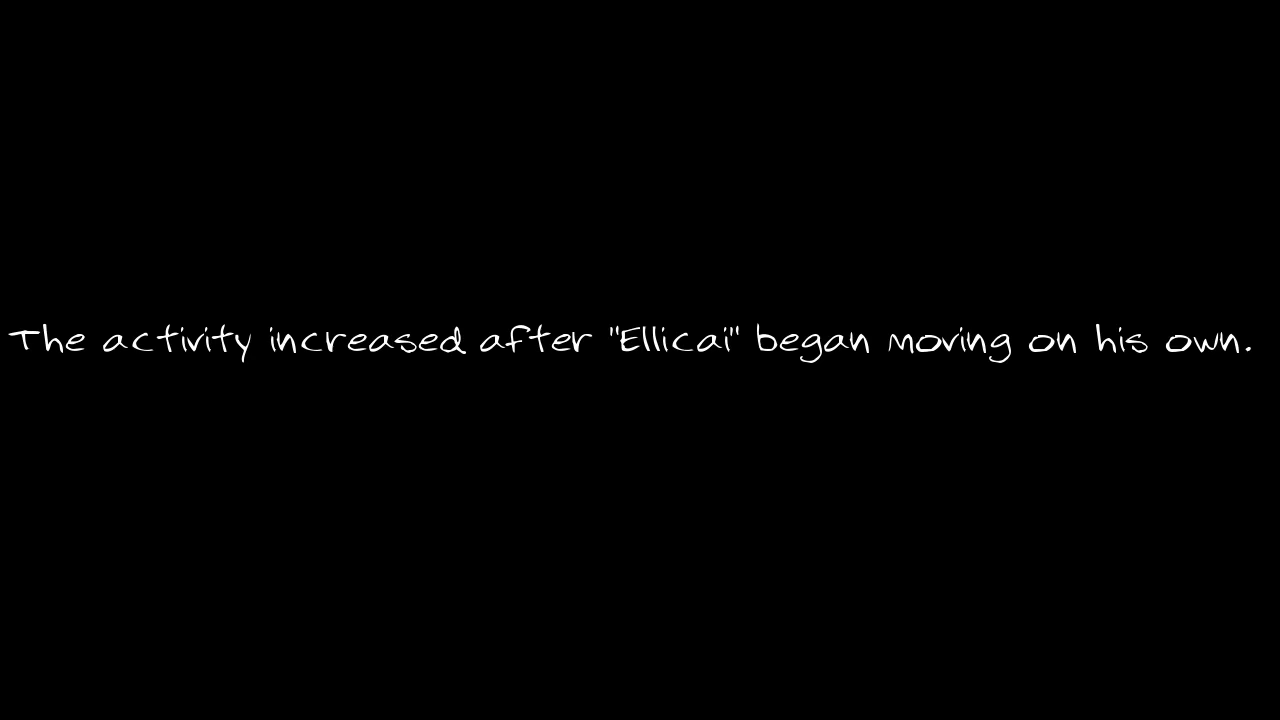 The activity increased after "Ellicai" began moving on his own.